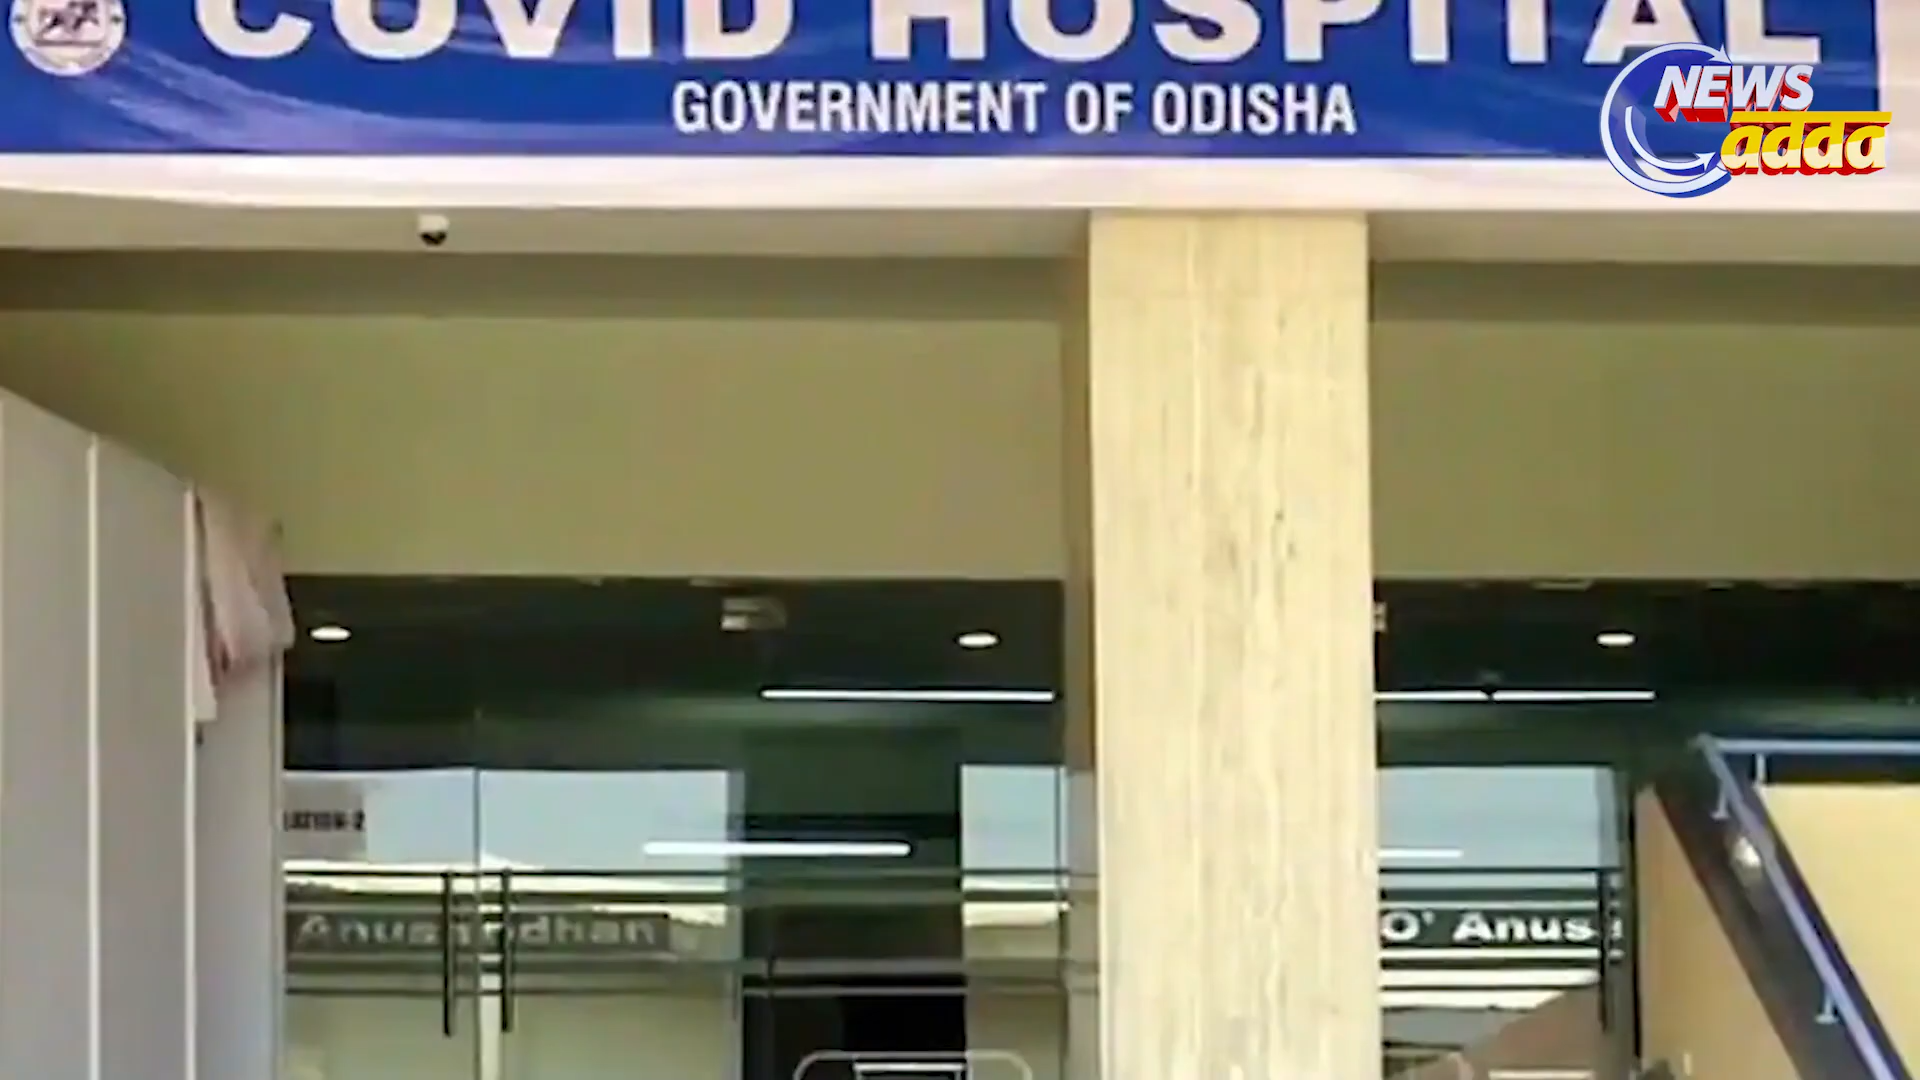 COVID HOSPITAL
GOVERNMENT OF ODISHA
NEWS
adda
Anusandhan
O' Anus